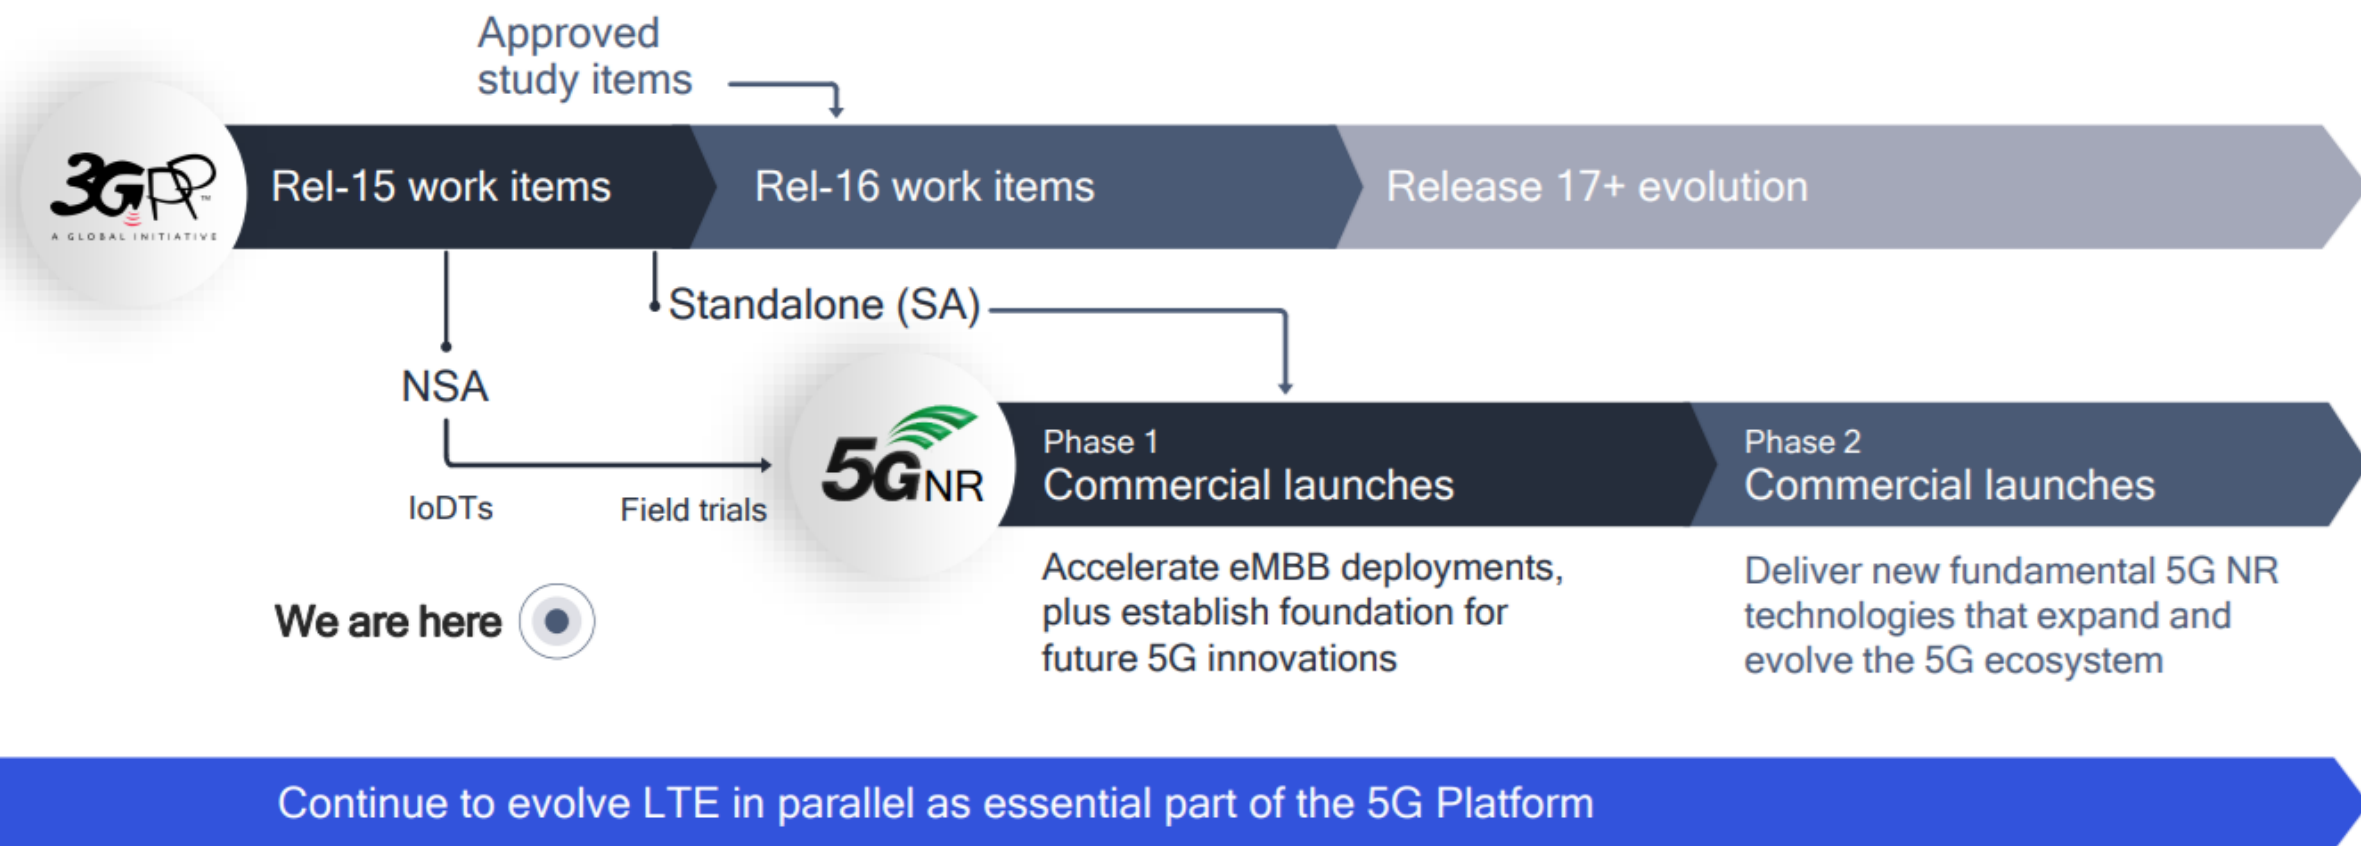 Approved
study items
3GPP™
A GLOBAL INITIATIVE
Rel-15 work items
Rel-16 work items
Release 17+ evolution
Standalone (SA)
NSA
IoDTs
Field trials
5GNR
Phase 1
Commercial launches
Phase 2
Commercial launches
Accelerate eMBB deployments,
plus establish foundation for
future 5G innovations
Deliver new fundamental 5G NR
technologies that expand and
evolve the 5G ecosystem
We are here
Continue to evolve LTE in parallel as essential part of the 5G Platform